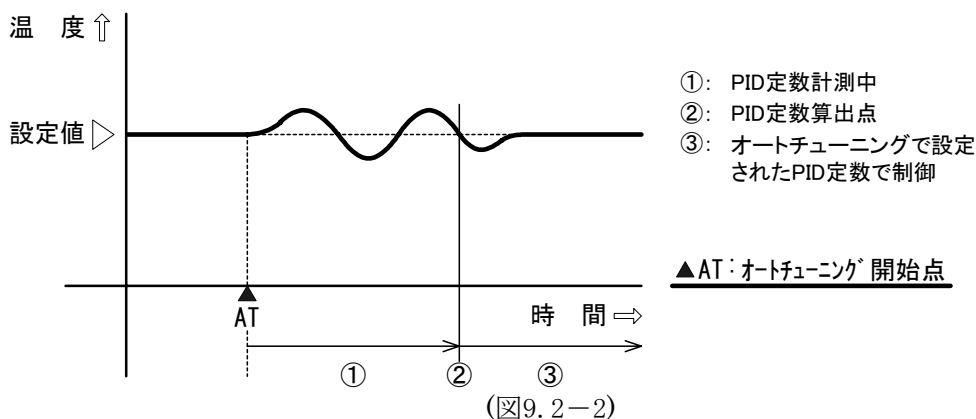 温 度⇧
設定値▷
①: PID定数計測中
②: PID定数算出点
③: オートチューニングで設定
されたPID定数で制御
▲AT:ｵｰﾄﾁｭｰﾆﾝｸﾞ開始点
AT
時 間⇨
① ② ③
(図9.2−2)